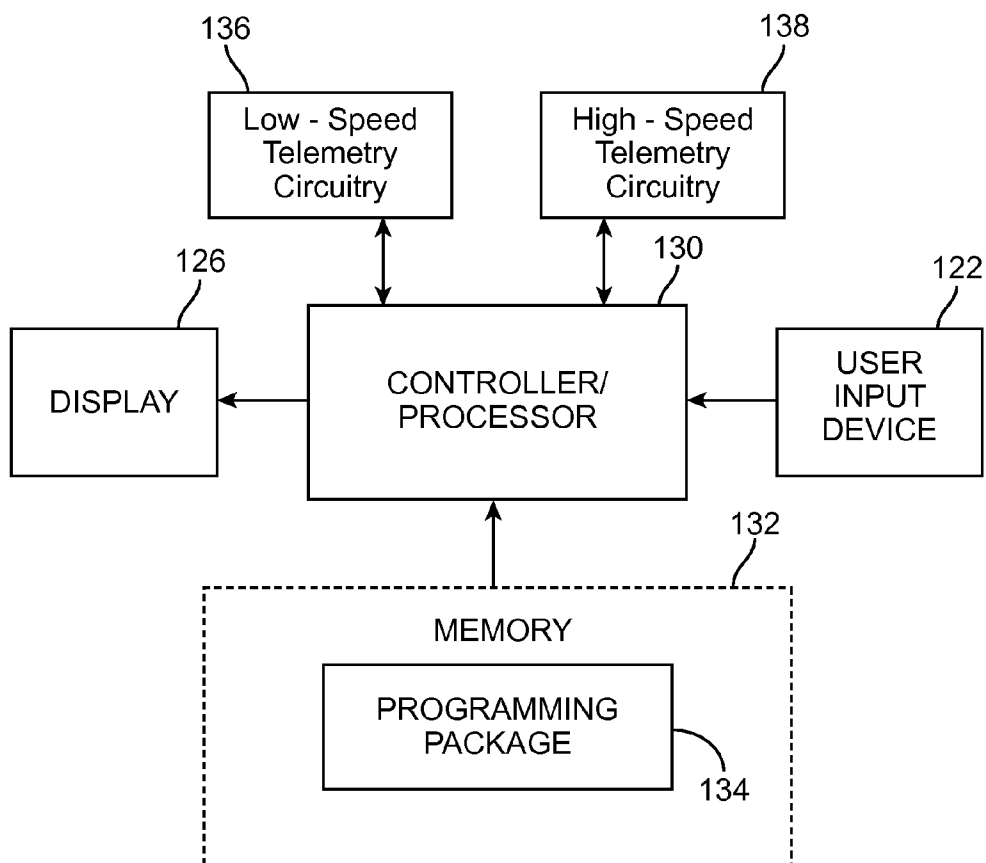 136
138
Low - Speed
Telemetry
Circuitry
High - Speed
Telemetry
Circuitry
126
130
122
DISPLAY
CONTROLLER/
PROCESSOR
USER
INPUT
DEVICE
132
MEMORY
PROGRAMMING
PACKAGE
134